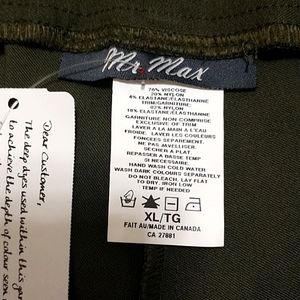 Mr. Max
76% VISCOSE
20% NYLON
4% ELASTANE/ELASTHANNE
TRIM/GARNITURE:
82% NYLON
18% ELASTANE/ELASTHANNE
GARNITURE NON COMPRISE
EXCLUSIVE OF TRIM
LAVER A LA MAIN A L'EAU
FROIDE. LAVER LES COULEURS
FONCEES SEPAREMENT.
NE PAS JAVELLISER.
SECHER A PLAT.
REPASSER A BASSE TEMP
SI NECESSAIRE.
HAND WASH COLD WATER
WASH DARK COLOURS SEPARATELY
DO NOT BLEACH. LAY FLAT
TO DRY. IRON LOW
TEMP IF NEEDED
XL/TG
FAIT AU/MADE IN CANADA
CA 27881
Dear Customer,
The deep dyes used within this gar
to achieve the depth of colour seen